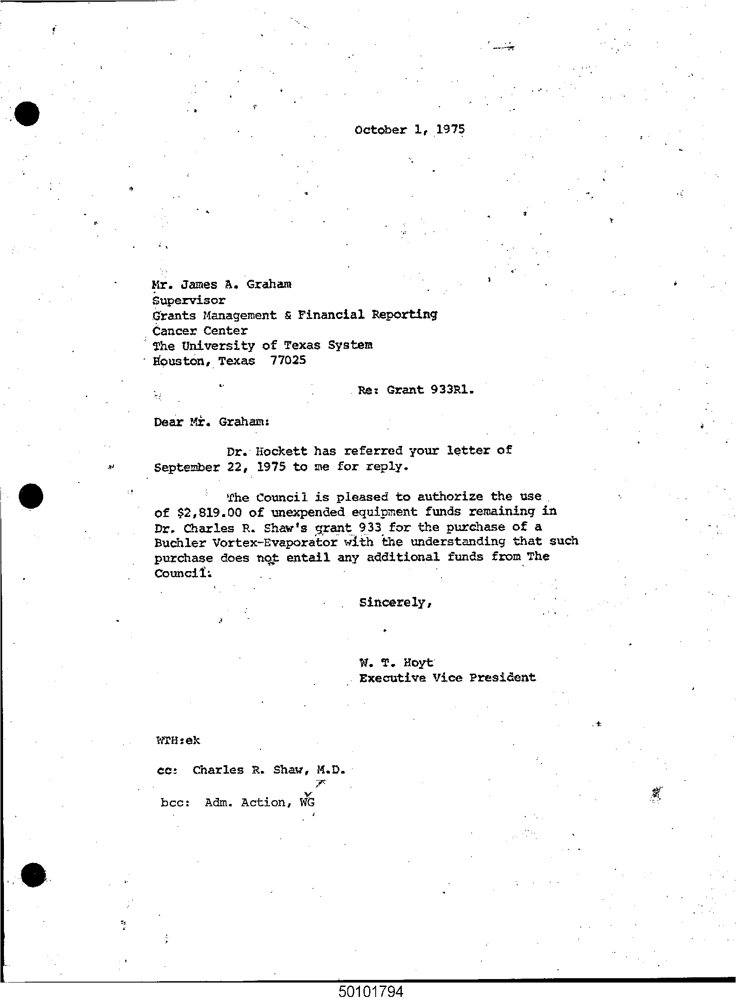 October 1, 1975
Mr. James A. Graham
Supervisor
Grants Management & Financial Reporting
Cancer Center
The University of Texas System
Houston, Texas  77025
Re: Grant 933R1.
Dear Mr. Graham:
Dr. Hockett has referred your letter of
September 22, 1975 to me for reply.
The Council is pleased to authorize the use
of $2,819.00 of unexpended equipment funds remaining in
Dr. Charles R. Shaw's grant 933 for the purchase of a
Buchler Vortex-Evaporator with the understanding that such
purchase does not entail any additional funds from The
Council.
Sincerely,
W. T. Hoyt
Executive Vice President
WTH:ek
cc: Charles R. Shaw, M.D.
bcc: Adm. Action, WG
50101794